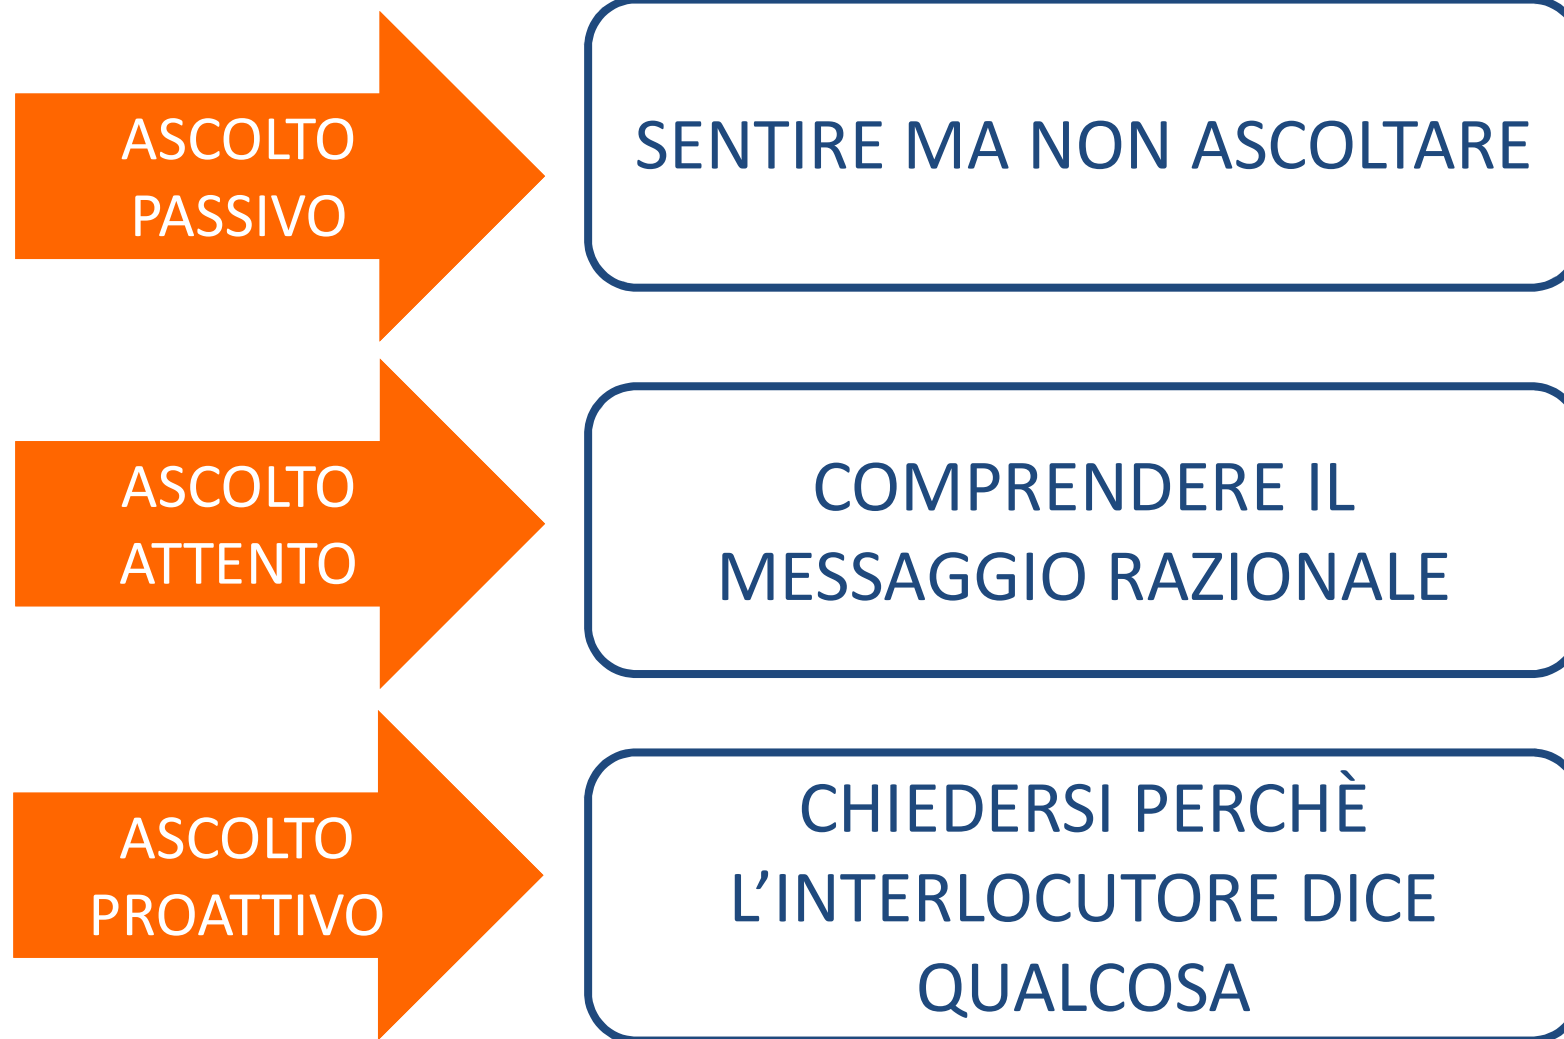 ASCOLTO
PASSIVO
SENTIRE MA NON ASCOLTARE
ASCOLTO
ATTENTO
COMPRENDERE IL
MESSAGGIO RAZIONALE
ASCOLTO
PROATTIVO
CHIEDERSI PERCHÈ
L’INTERLOCUTORE DICE
QUALCOSA